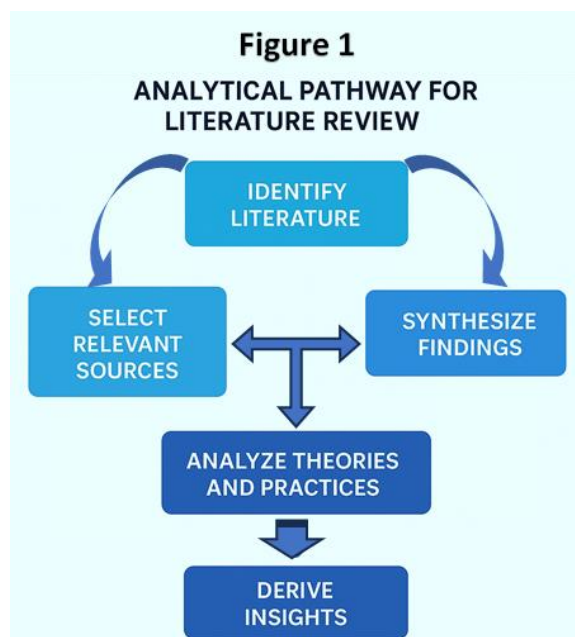 Figure 1
ANALYTICAL PATHWAY FOR
LITERATURE REVIEW
IDENTIFY
LITERATURE
SELECT
RELEVANT
SOURCES
SYNTHESIZE
FINDINGS
ANALYZE THEORIES
AND PRACTICES
DERIVE
INSIGHTS